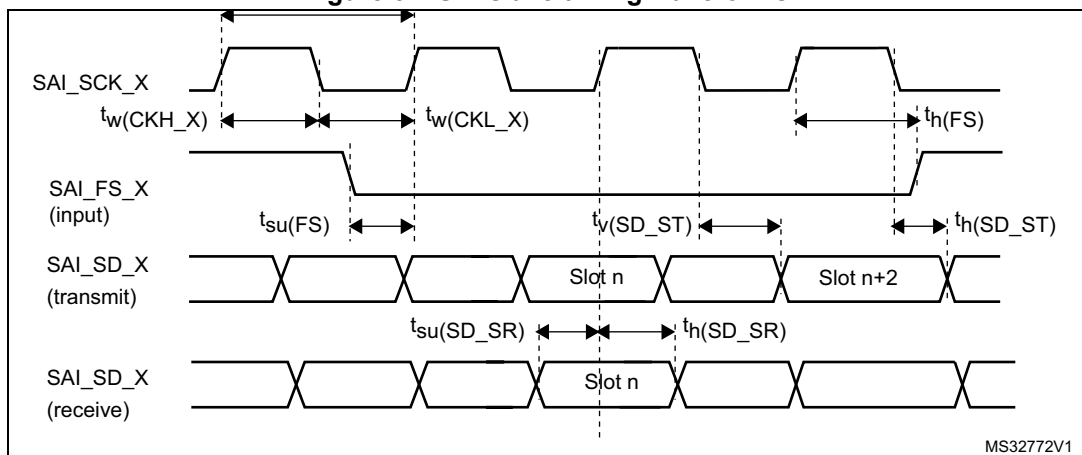 SAI_SCK_X
tw(CKH_X)
tw(CKL_X)
th(FS)
SAI_FS_X
(input)
tsu(FS)
tv(SD_ST)
th(SD_ST)
SAI_SD_X
(transmit)
Slot n
Slot n+2
tsu(SD_SR)
th(SD_SR)
SAI_SD_X
(receive)
Slot n
MS32772V1